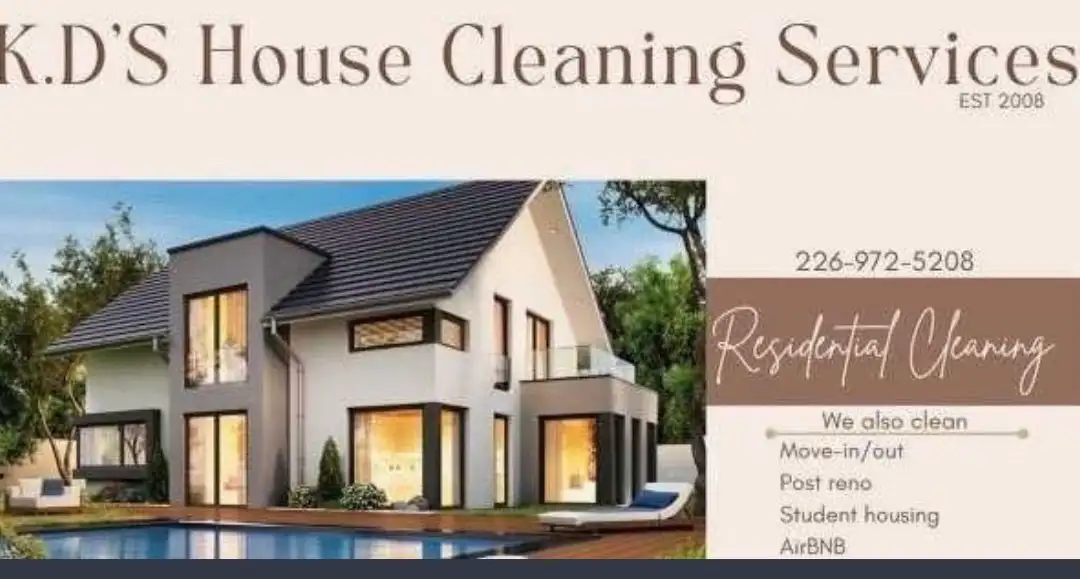 K.D'S House Cleaning Services
EST 2008
226-972-5208
Residential Cleaning
We also clean
Move-in/out
Post reno
Student housing
AirBNB